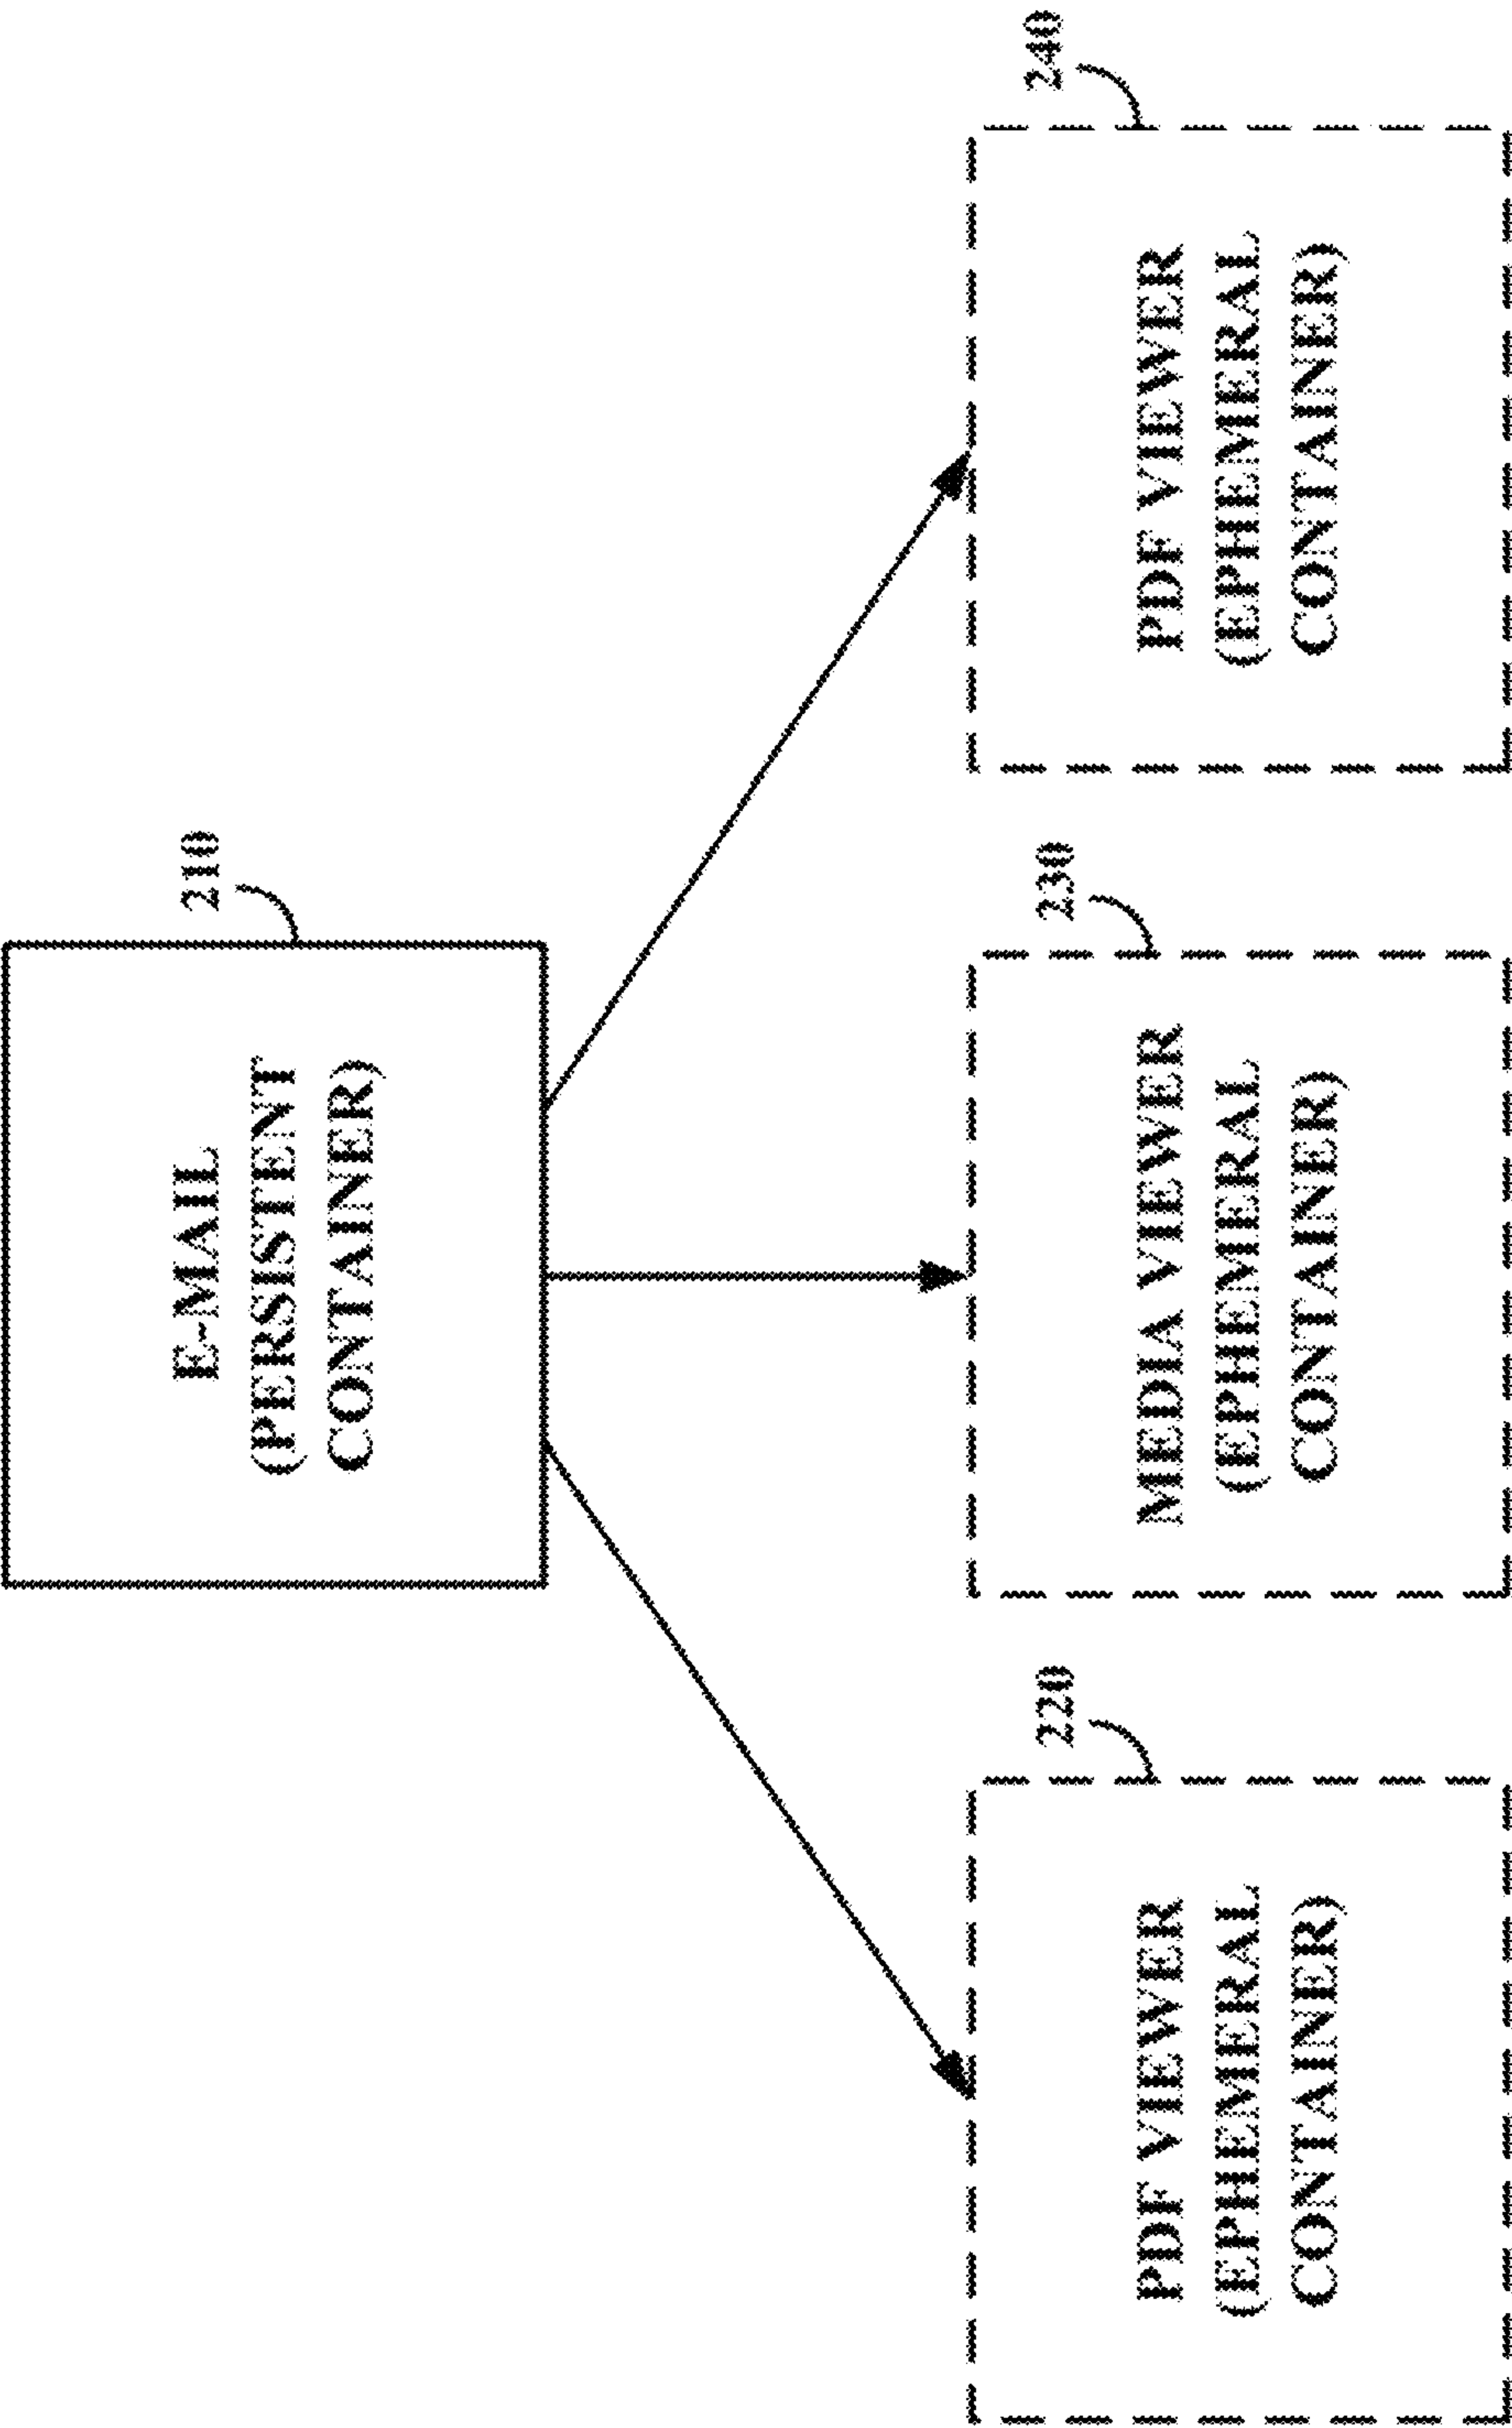 E-MAIL
(PERSISTENT
CONTAINER)
210
PDF VIEWER
(EPHEMERAL
CONTAINER)
220
MEDIA VIEWER
(EPHEMERAL
CONTAINER)
230
PDF VIEWER
(EPHEMERAL
CONTAINER)
240